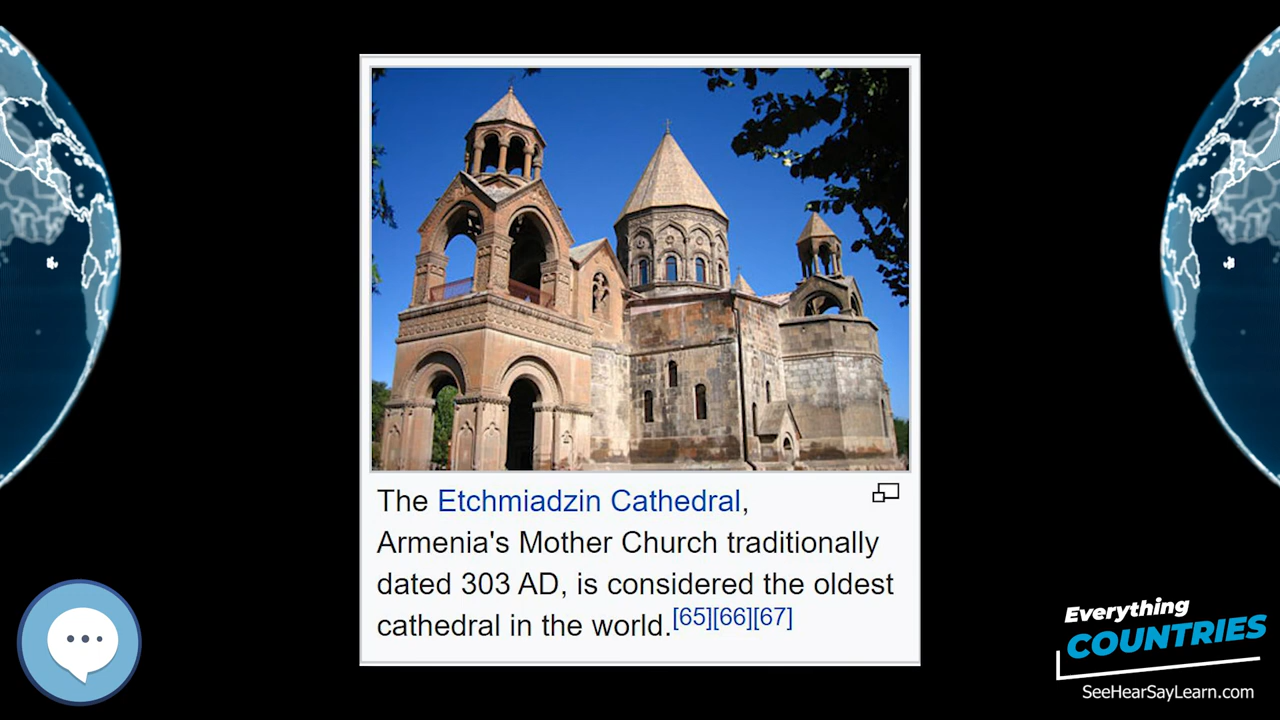 The Etchmiadzin Cathedral,
Armenia's Mother Church traditionally
dated 303 AD, is considered the oldest
cathedral in the world.[65][66][67]
Everything
COUNTRIES
SeeHearSayLearn.com